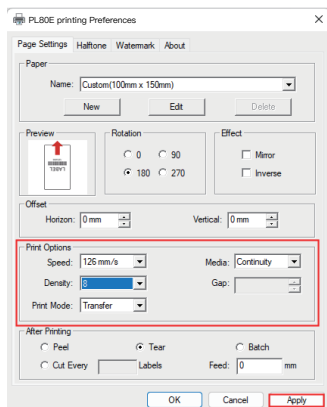 PL80E printing Preferences
Page Settings Halftone Watermark About
Paper
Name: Custom(100mm x 150mm)
New Edit Delete
Preview Rotation Effect
LABEL
0 90 Mirror
180 270 Inverse
Offset
Horizon: 0 mm Vertical: 0 mm
Print Options
Speed: 126 mm/s Media: Continuity
Density: 8 Gap:
Print Mode: Transfer
After Printing
Peel Tear Batch
Cut Every Labels Feed: 0 mm
OK Cancel Apply